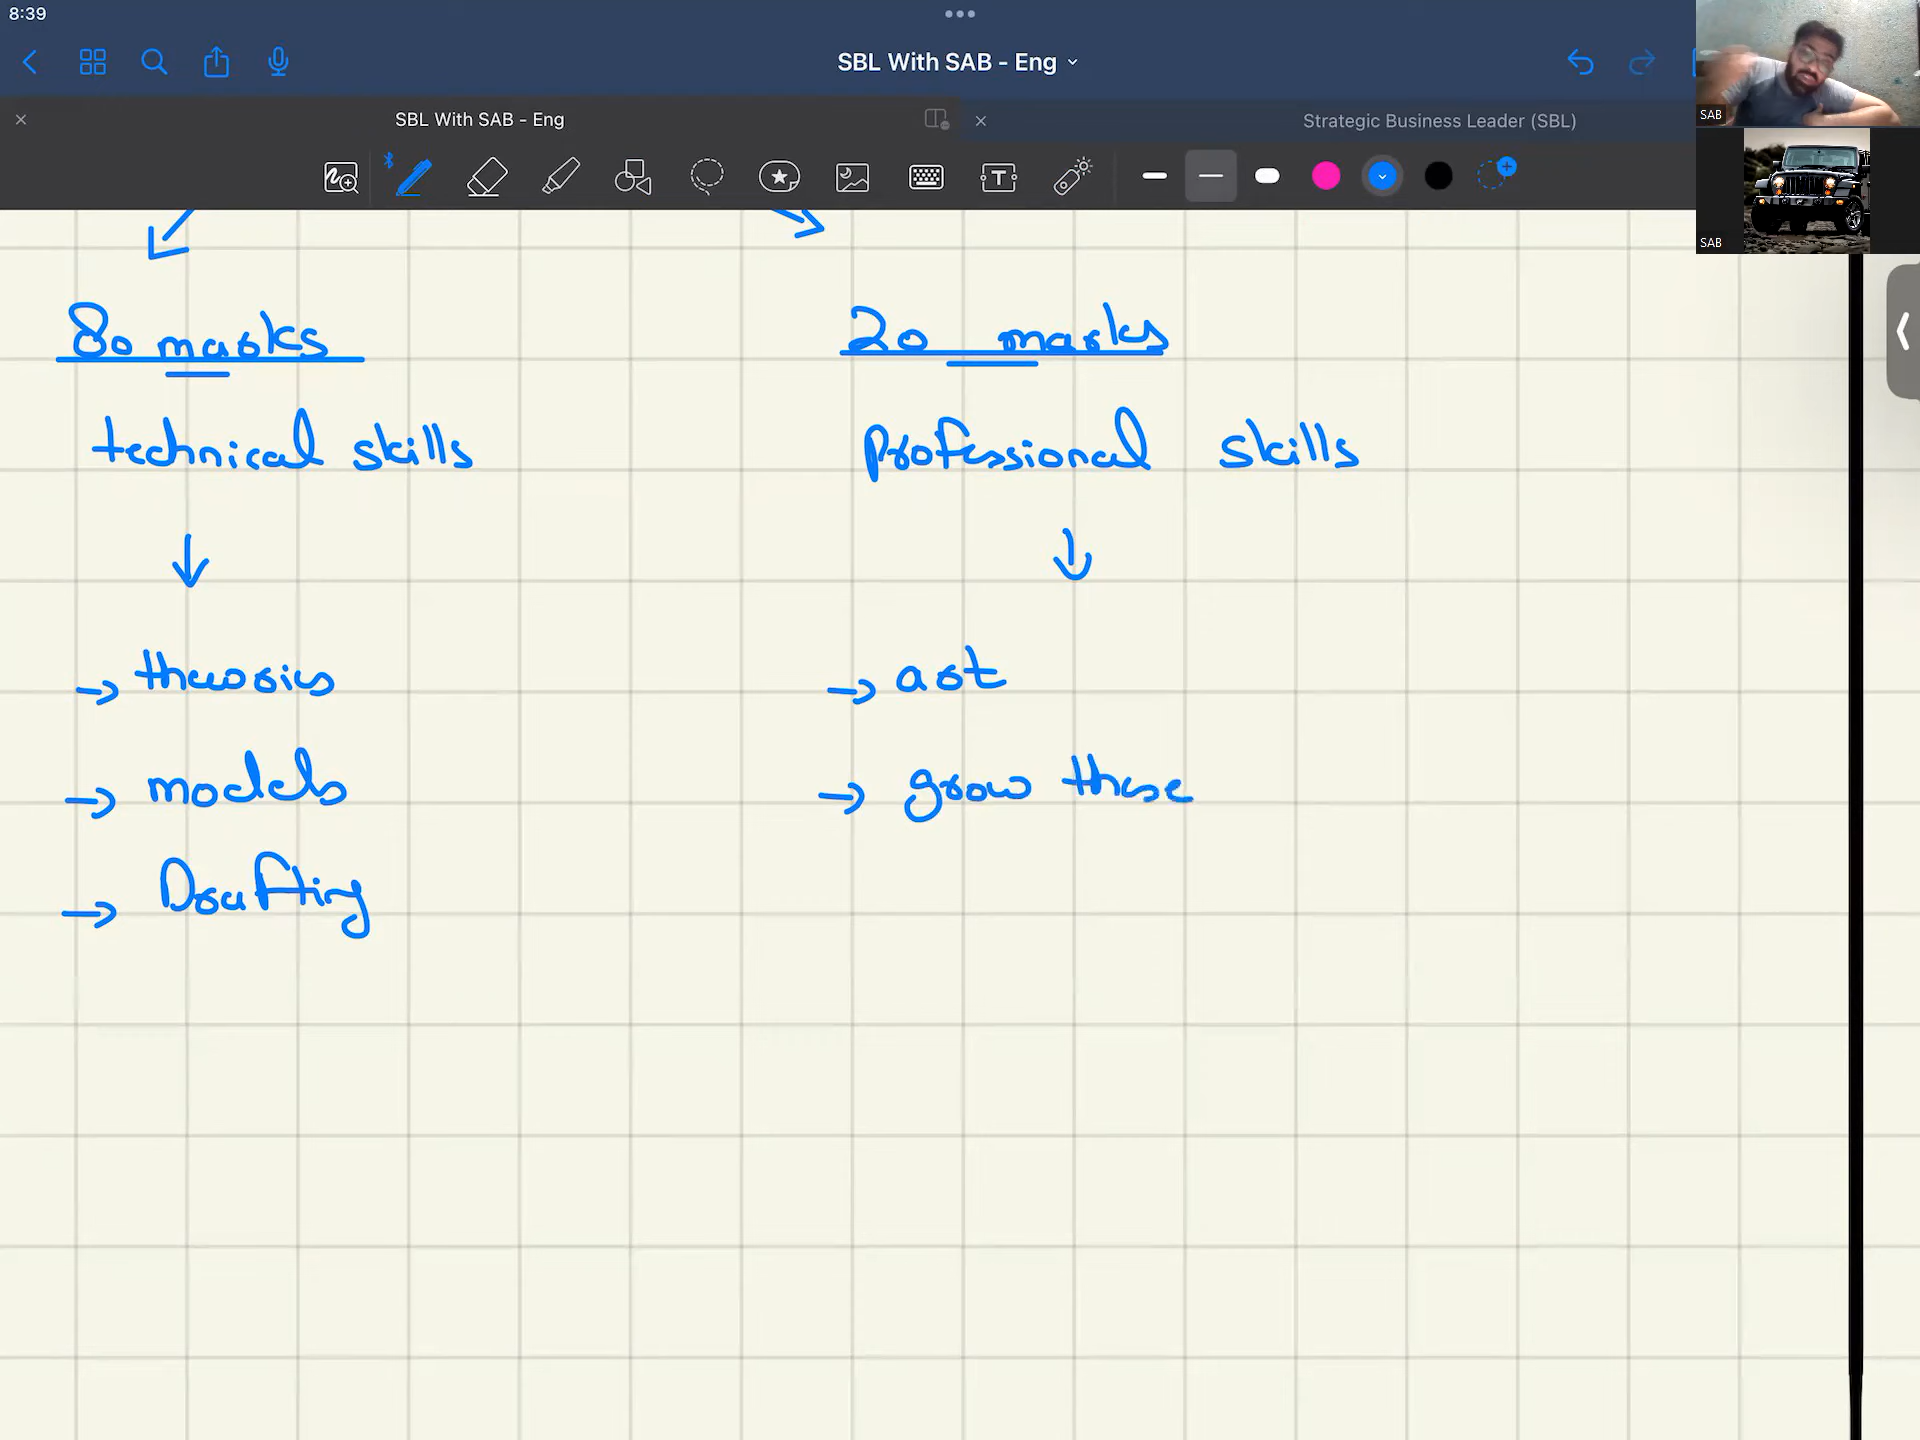 8:39
SBL With SAB - Eng
SBL With SAB - Eng
Strategic Business Leader (SBL)
SAB
SAB
80 marks
20 marks
technical skills
professional skills
→ theories
→ art
→ models
→ grow these
→ Drafting